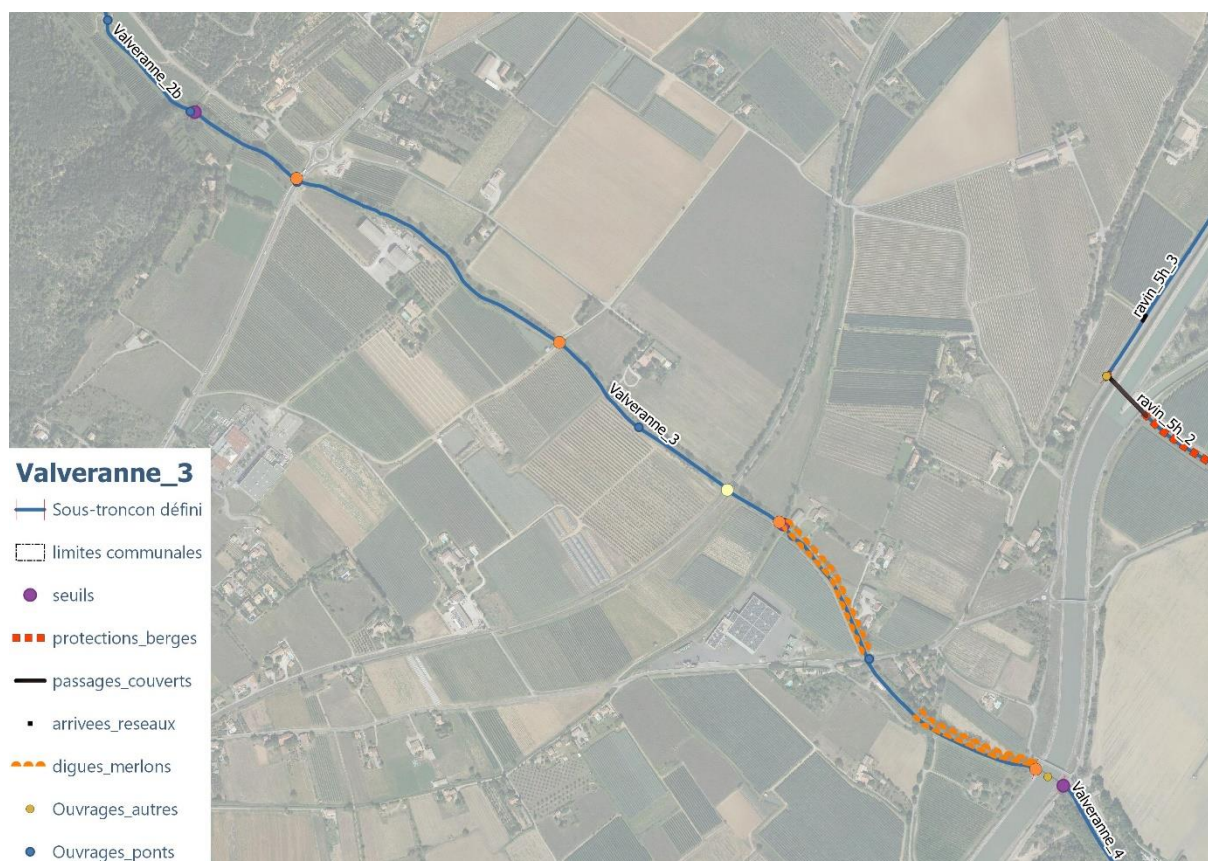 Valveranne_2b
ravin_5h_3
ravin_5h_2
Valveranne_3
Valveranne_4
Valveranne_3
Sous-troncon défini
limites communales
seuils
protections_berges
passages_couverts
arrivees_reseaux
digues_merlons
Ouvrages_autres
Ouvrages_ponts